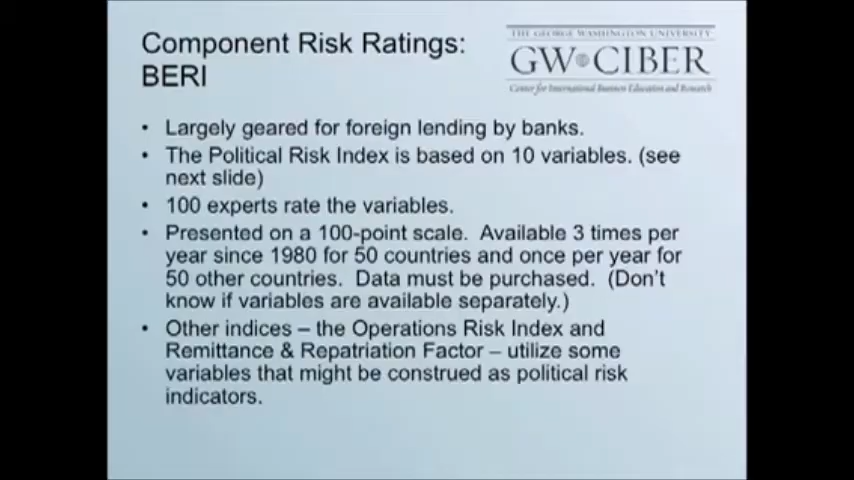 Component Risk Ratings:
BERI
THE GEORGE WASHINGTON UNIVERSITY
GW CIBER
Center for International Business Education and Research
• Largely geared for foreign lending by banks.
• The Political Risk Index is based on 10 variables. (see
next slide)
• 100 experts rate the variables.
• Presented on a 100-point scale.  Available 3 times per
year since 1980 for 50 countries and once per year for
50 other countries.  Data must be purchased.  (Don't
know if variables are available separately.)
• Other indices – the Operations Risk Index and
Remittance & Repatriation Factor – utilize some
variables that might be construed as political risk
indicators.